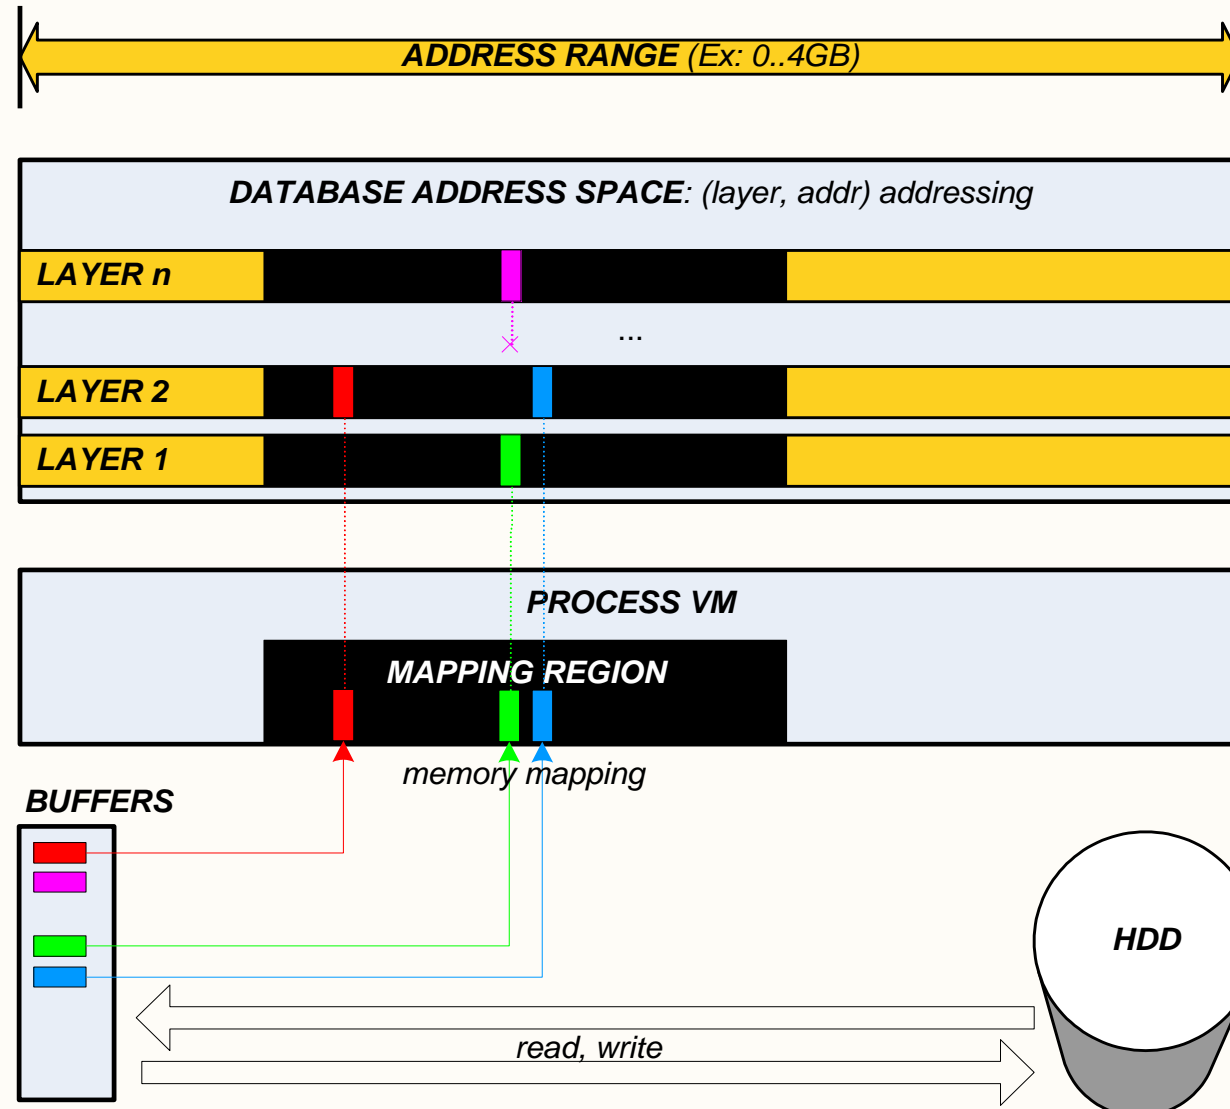 ADDRESS RANGE (Ex: 0..4GB)
DATABASE ADDRESS SPACE: (layer, addr) addressing
LAYER n
...
LAYER 2
LAYER 1
PROCESS VM
MAPPING REGION
memory mapping
BUFFERS
HDD
read, write